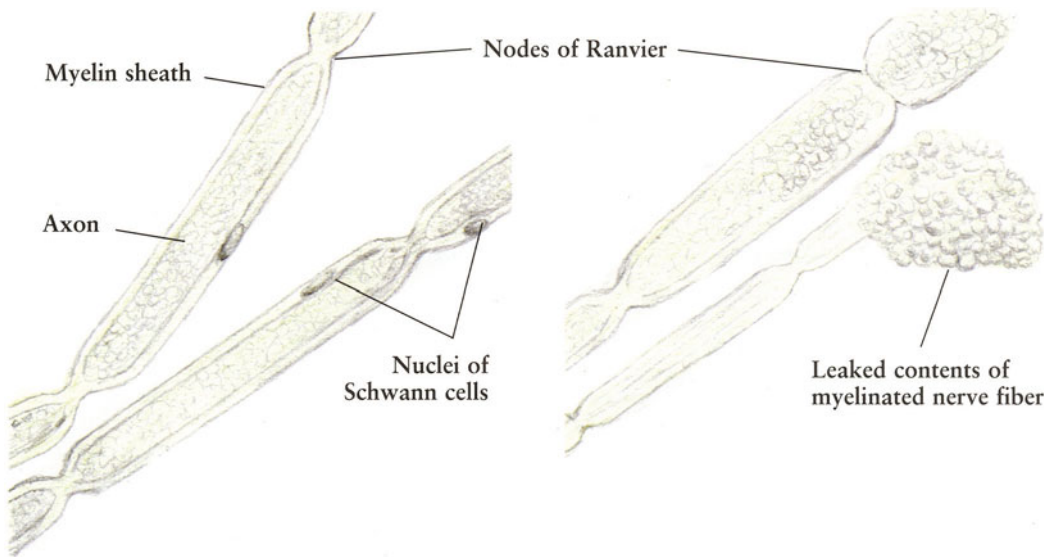 Nodes of Ranvier
Myelin sheath
Axon
Nuclei of
Schwann cells
Leaked contents of
myelinated nerve fiber